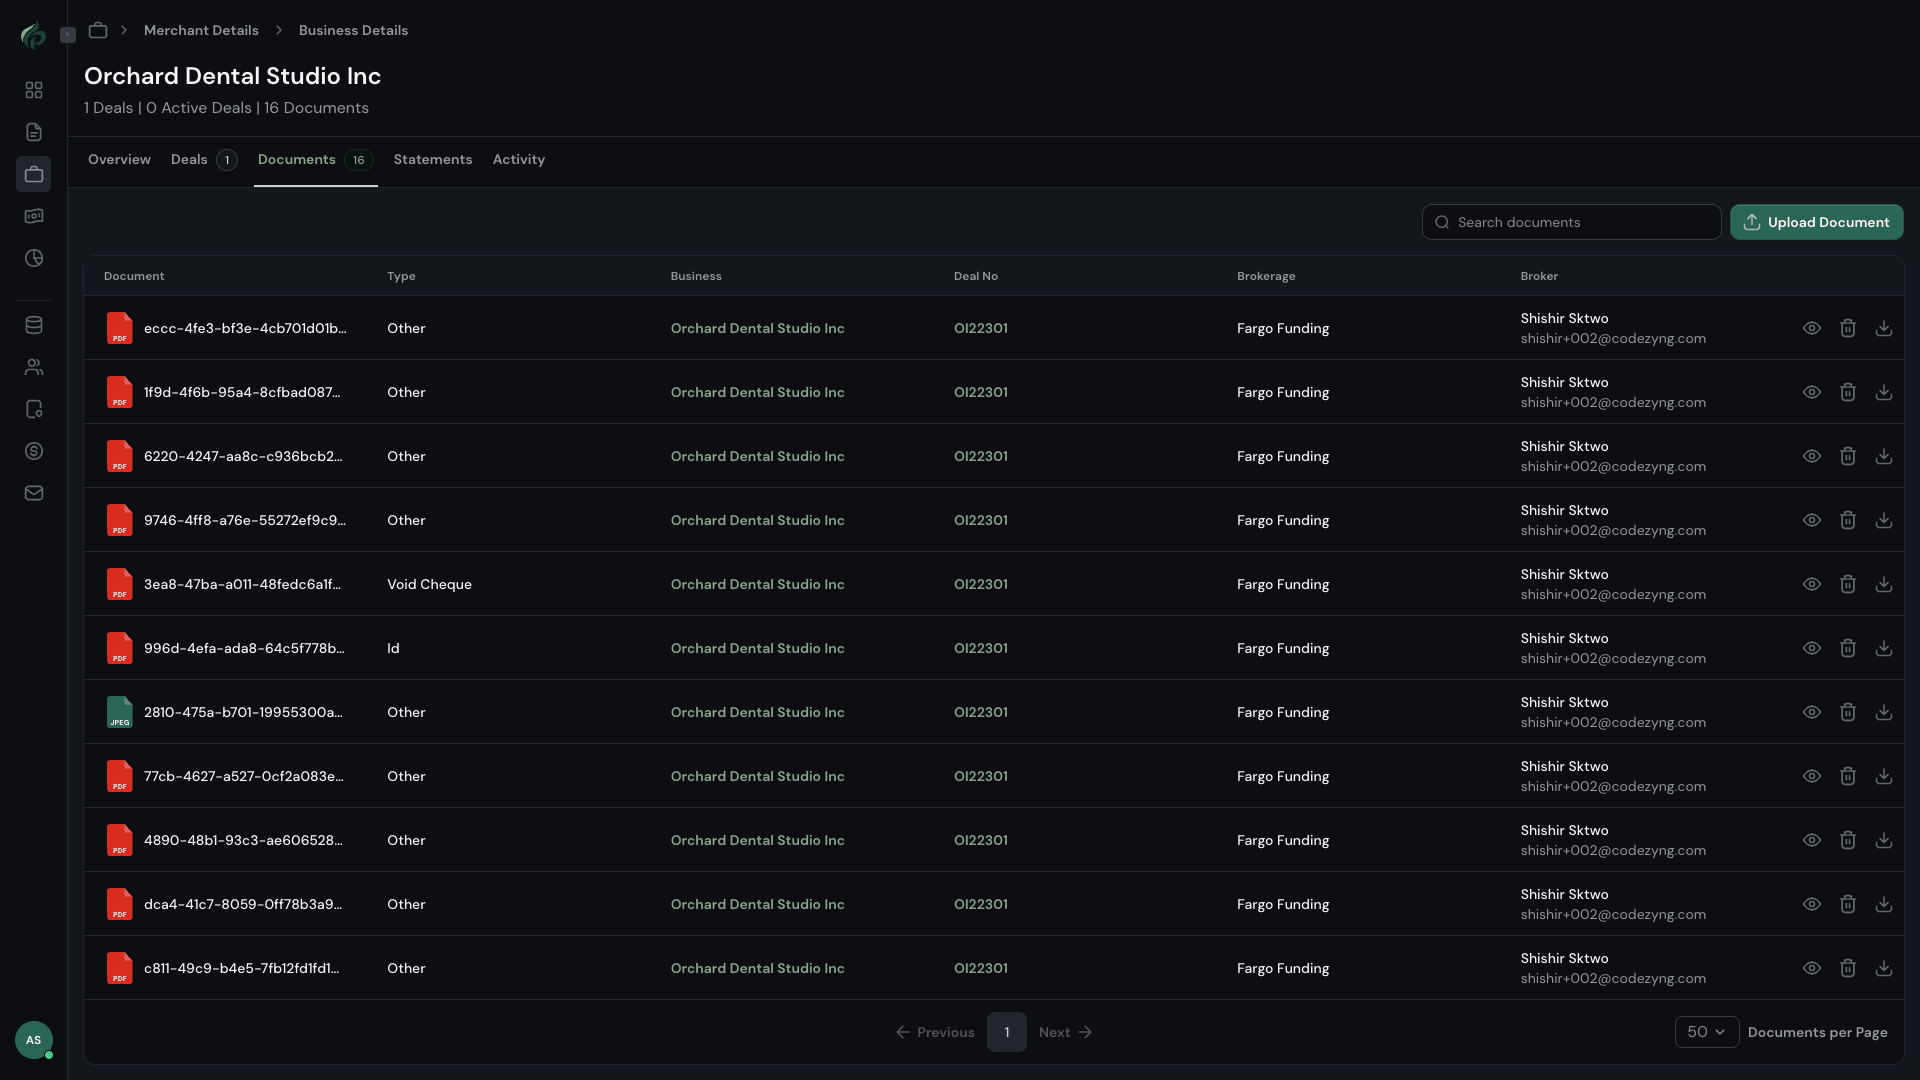 Merchant Details
Business Details
Orchard Dental Studio Inc
1 Deals | 0 Active Deals | 16 Documents
Overview Deals 1 Documents 16 Statements Activity
Search documents
Upload Document
Document Type Business Deal No Brokerage Broker
PDF eccc-4fe3-bf3e-4cb701d01b... Other Orchard Dental Studio Inc OI22301 Fargo Funding Shishir Sktwo
shishir+002@codezyng.com
PDF 1f9d-4f6b-95a4-8cfbad087... Other Orchard Dental Studio Inc OI22301 Fargo Funding Shishir Sktwo
shishir+002@codezyng.com
PDF 6220-4247-aa8c-c936bcb2... Other Orchard Dental Studio Inc OI22301 Fargo Funding Shishir Sktwo
shishir+002@codezyng.com
PDF 9746-4ff8-a76e-55272ef9c9... Other Orchard Dental Studio Inc OI22301 Fargo Funding Shishir Sktwo
shishir+002@codezyng.com
PDF 3ea8-47ba-a011-48fedc6a1f... Void Cheque Orchard Dental Studio Inc OI22301 Fargo Funding Shishir Sktwo
shishir+002@codezyng.com
PDF 996d-4efa-ada8-64c5f778b... Id Orchard Dental Studio Inc OI22301 Fargo Funding Shishir Sktwo
shishir+002@codezyng.com
JPEG 2810-475a-b701-19955300a... Other Orchard Dental Studio Inc OI22301 Fargo Funding Shishir Sktwo
shishir+002@codezyng.com
PDF 77cb-4627-a527-0cf2a083e... Other Orchard Dental Studio Inc OI22301 Fargo Funding Shishir Sktwo
shishir+002@codezyng.com
PDF 4890-48b1-93c3-ae606528... Other Orchard Dental Studio Inc OI22301 Fargo Funding Shishir Sktwo
shishir+002@codezyng.com
PDF dca4-41c7-8059-0ff78b3a9... Other Orchard Dental Studio Inc OI22301 Fargo Funding Shishir Sktwo
shishir+002@codezyng.com
PDF c811-49c9-b4e5-7fb12fd1fd1... Other Orchard Dental Studio Inc OI22301 Fargo Funding Shishir Sktwo
shishir+002@codezyng.com
Previous 1 Next
50 Documents per Page
AS